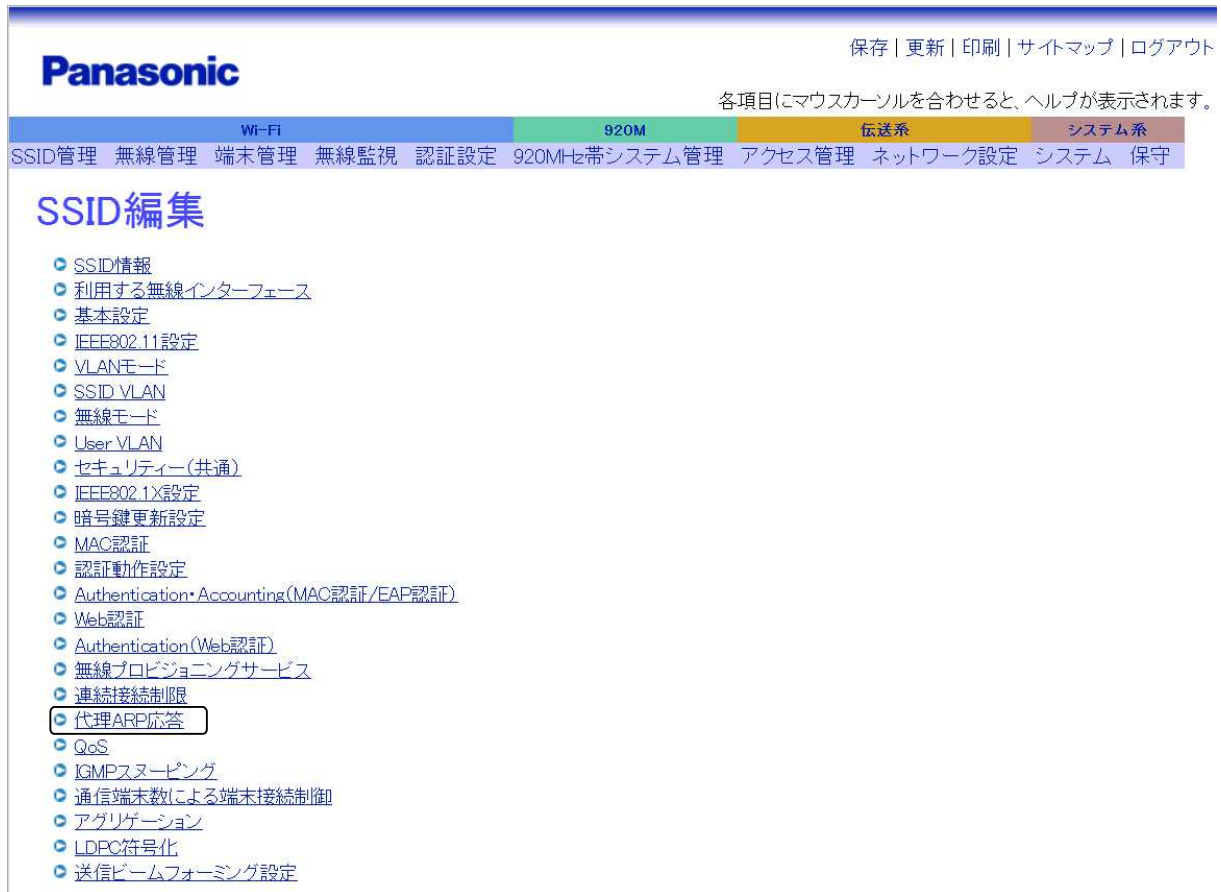 保存 | 更新 | 印刷 | サイトマップ | ログアウト
Panasonic
各項目にマウスカーソルを合わせると、ヘルプが表示されます。
Wi-Fi 920M 伝送系 システム系
SSID管理 無線管理 端末管理 無線監視 認証設定 920MHz帯システム管理 アクセス管理 ネットワーク設定 システム 保守
SSID編集
SSID情報
利用する無線インターフェース
基本設定
IEEE802.11設定
VLANモード
SSID VLAN
無線モード
User VLAN
セキュリティー(共通)
IEEE802.1X設定
暗号鍵更新設定
MAC認証
認証動作設定
Authentication・Accounting(MAC認証/EAP認証)
Web認証
Authentication(Web認証)
無線プロビジョニングサービス
連続接続制限
代理ARP応答
QoS
IGMPスヌーピング
通信端末数による端末接続制御
アグリゲーション
LDPC符号化
送信ビームフォーミング設定